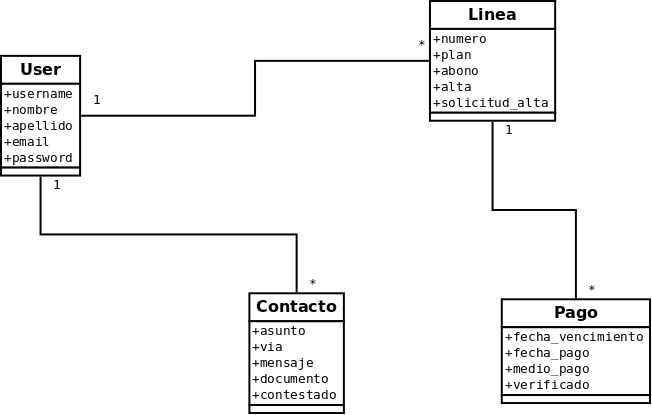 Linea
+numero
+plan
+abono
+alta
+solicitud_alta
*
1
User
+username
+nombre
+apellido
+email
+password
1
1
*
Contacto
+asunto
+via
+mensaje
+documento
+contestado
*
Pago
+fecha_vencimiento
+fecha_pago
+medio_pago
+verificado